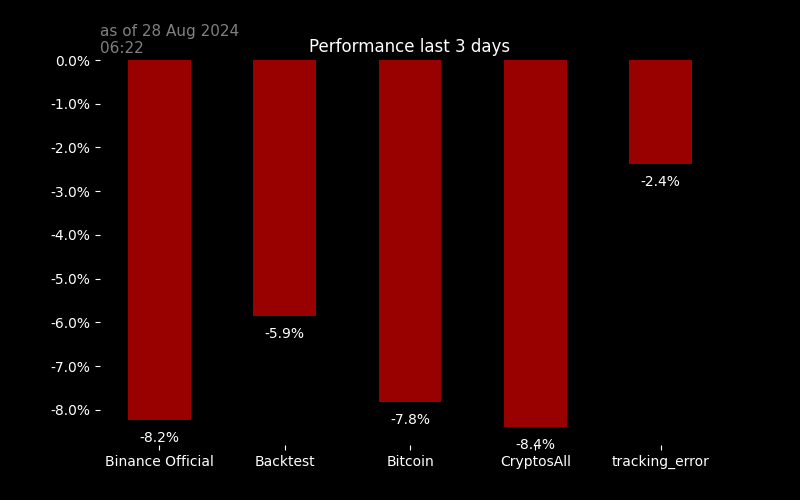 as of 28 Aug 2024
06:22
Performance last 3 days
0.0%
-1.0%
-2.0%
-3.0%
-4.0%
-5.0%
-6.0%
-7.0%
-8.0%
-8.2%
-5.9%
-7.8%
-8.4%
-2.4%
Binance Official
Backtest
Bitcoin
CryptosAll
tracking_error